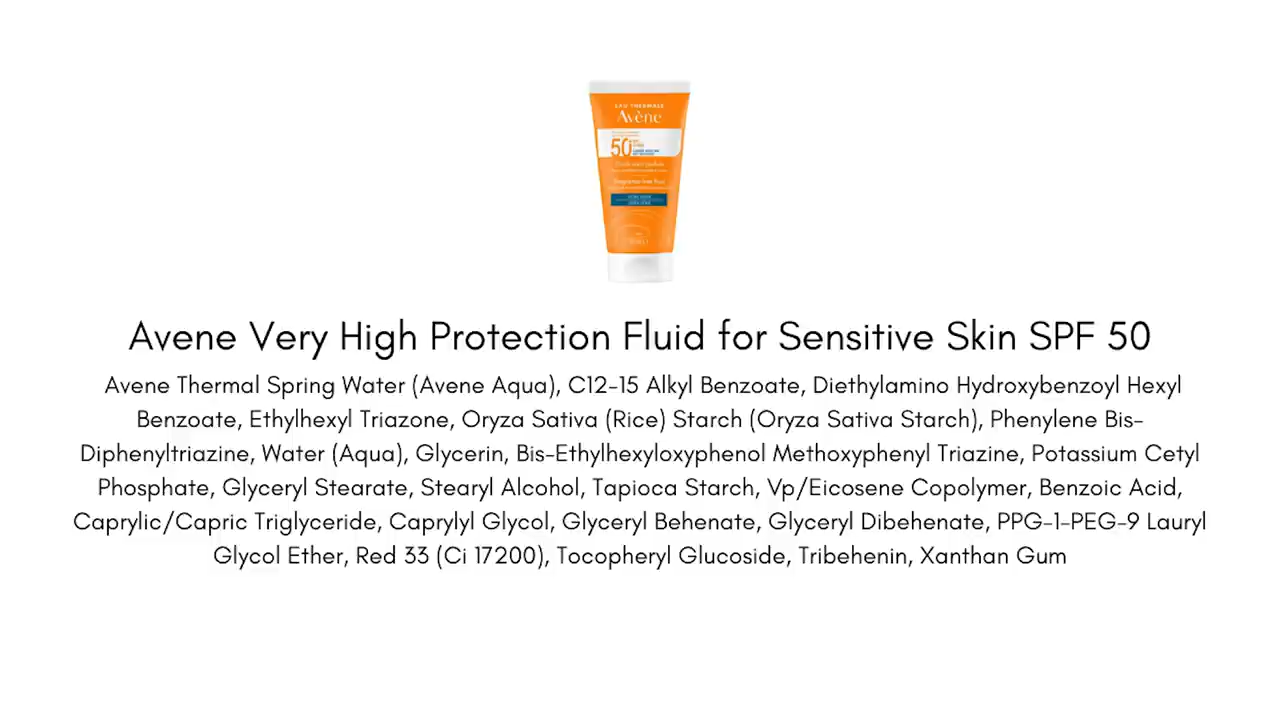 EAU THERMALE
Avène
50
Avene Very High Protection Fluid for Sensitive Skin SPF 50
Avene Thermal Spring Water (Avene Aqua), C12-15 Alkyl Benzoate, Diethylamino Hydroxybenzoyl Hexyl
Benzoate, Ethylhexyl Triazone, Oryza Sativa (Rice) Starch (Oryza Sativa Starch), Phenylene Bis-
Diphenyltriazine, Water (Aqua), Glycerin, Bis-Ethylhexyloxyphenol Methoxyphenyl Triazine, Potassium Cetyl
Phosphate, Glyceryl Stearate, Stearyl Alcohol, Tapioca Starch, Vp/Eicosene Copolymer, Benzoic Acid,
Caprylic/Capric Triglyceride, Caprylyl Glycol, Glyceryl Behenate, Glyceryl Dibehenate, PPG-1-PEG-9 Lauryl
Glycol Ether, Red 33 (Ci 17200), Tocopheryl Glucoside, Tribehenin, Xanthan Gum